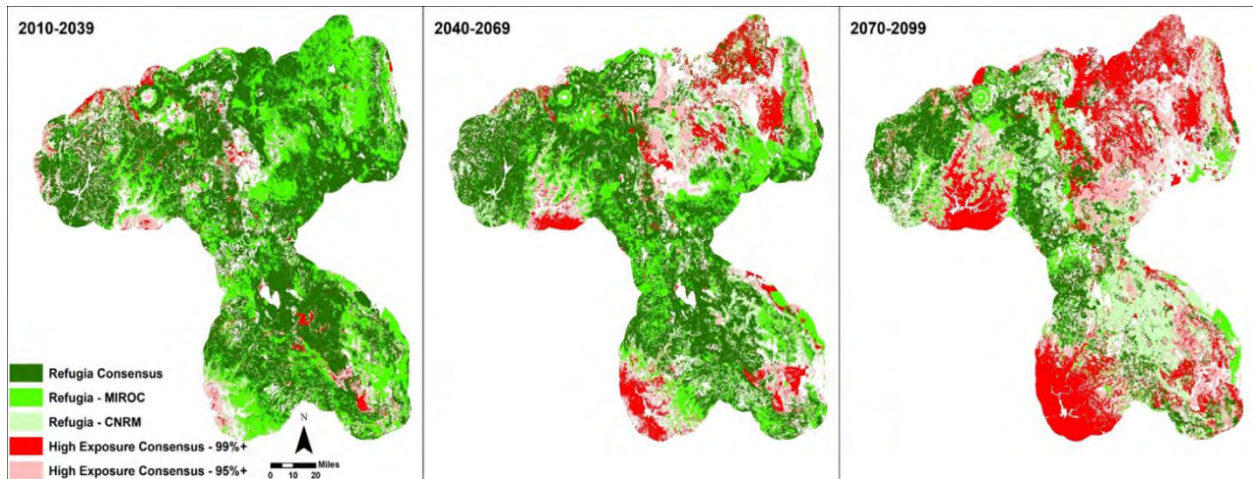 2010-2039
2040-2069
2070-2099
Refugia Consensus
Refugia - MIROC
Refugia - CNRM
High Exposure Consensus - 99%+
High Exposure Consensus - 95%+
N
Miles
0 5 10 20